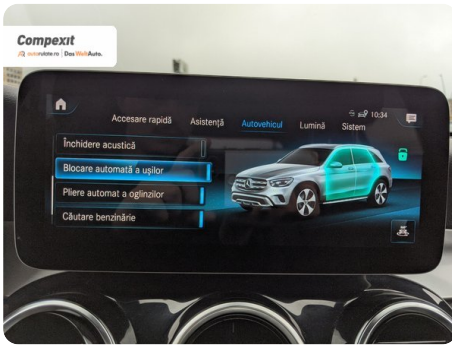 Compexit
autorulate.ro | Das WeltAuto.
10:34
Accesare rapidă Asistență Autovehicul Lumină Sistem
Închidere acustică
Blocare automată a ușilor
Pliere automat a oglinzilor
Căutare benzinărie